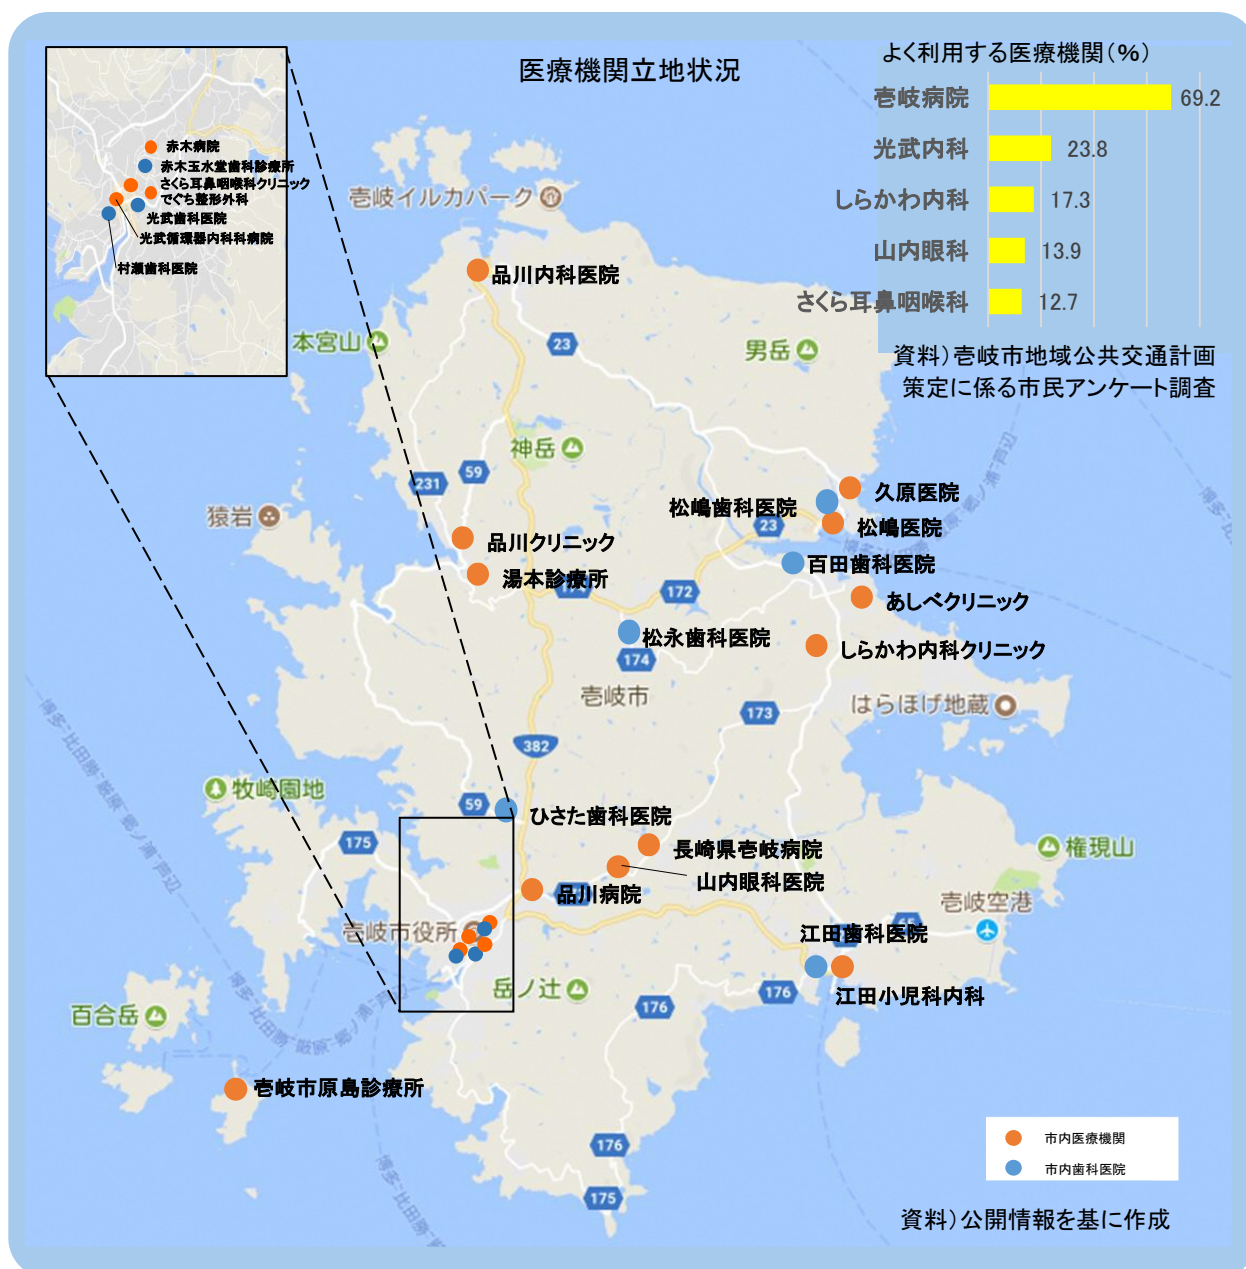 医療機関立地状況
よく利用する医療機関(%)
壱岐病院 69.2
光武内科 23.8
しらかわ内科 17.3
山内眼科 13.9
さくら耳鼻咽喉科 12.7
資料)壱岐市地域公共交通計画
策定に係る市民アンケート調査
赤木病院
赤木玉水堂歯科診療所
さくら耳鼻咽喉科クリニック
でぐち整形外科
光武歯科医院
光武循環器内科科病院
村瀬歯科医院
壱岐イルカパーク
品川内科医院
本宮山
23
男岳
神岳
59
231
猿岩
久原医院
松嶋歯科医院
23
松嶋医院
品川クリニック
百田歯科医院
湯本診療所
172
あしべクリニック
松永歯科医院
174
しらかわ内科クリニック
壱岐市
はらほげ地蔵
173
382
牧崎園地
59
ひさた歯科医院
175
長崎県壱岐病院
権現山
山内眼科医院
品川病院
壱岐空港
65
壱岐市役所
江田歯科医院
岳ノ辻
176
176
江田小児科内科
百合岳
壱岐市原島診療所
176
175
市内医療機関
市内歯科医院
資料)公開情報を基に作成